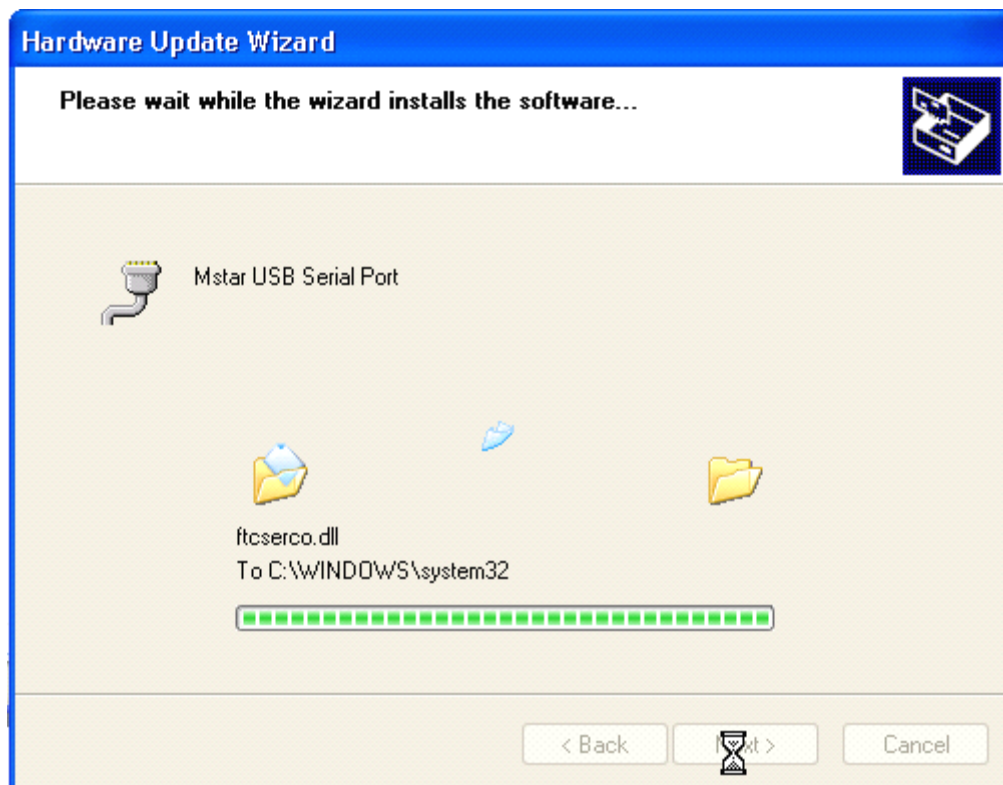 Hardware Update Wizard
Please wait while the wizard installs the software...
Mstar USB Serial Port
ftcserco.dll
To C:\WINDOWS\system32
< Back
Cancel